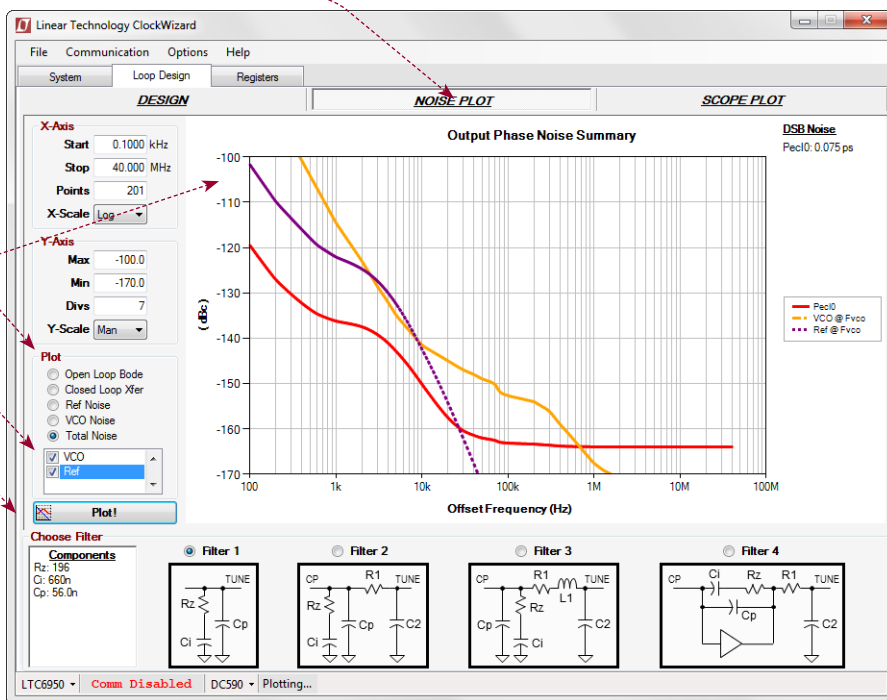 Linear Technology ClockWizard
File Communication Options Help
System Loop Design Registers
DESIGN NOISE PLOT SCOPE PLOT
X-Axis
Start 0.1000 kHz
Stop 40.000 MHz
Points 201
X-Scale Log
Y-Axis
Max -100.0
Min -170.0
Divs 7
Y-Scale Man
Plot
Open Loop Bode
Closed Loop Xfer
Ref Noise
VCO Noise
Total Noise
VCO
Ref
Plot!
Output Phase Noise Summary
(dBc)
-100
-110
-120
-130
-140
-150
-160
-170
100 1k 10k 100k 1M 10M 100M
Offset Frequency (Hz)
DSB Noise
Pecl0: 0.075 ps
Pecl0
VCO @ Fvco
Ref @ Fvco
Choose Filter
Components
Rz: 196
Ci: 660n
Cp: 56.0n
Filter 1
TUNE
Rz
Cp
Ci
Filter 2
CP R1 TUNE
Rz
Cp C2
Ci
Filter 3
CP R1 TUNE
L1
Rz
Cp C2
Ci
Filter 4
CP Ci Rz R1 TUNE
Cp
C2
LTC6950 Comm Disabled DC590 Plotting...